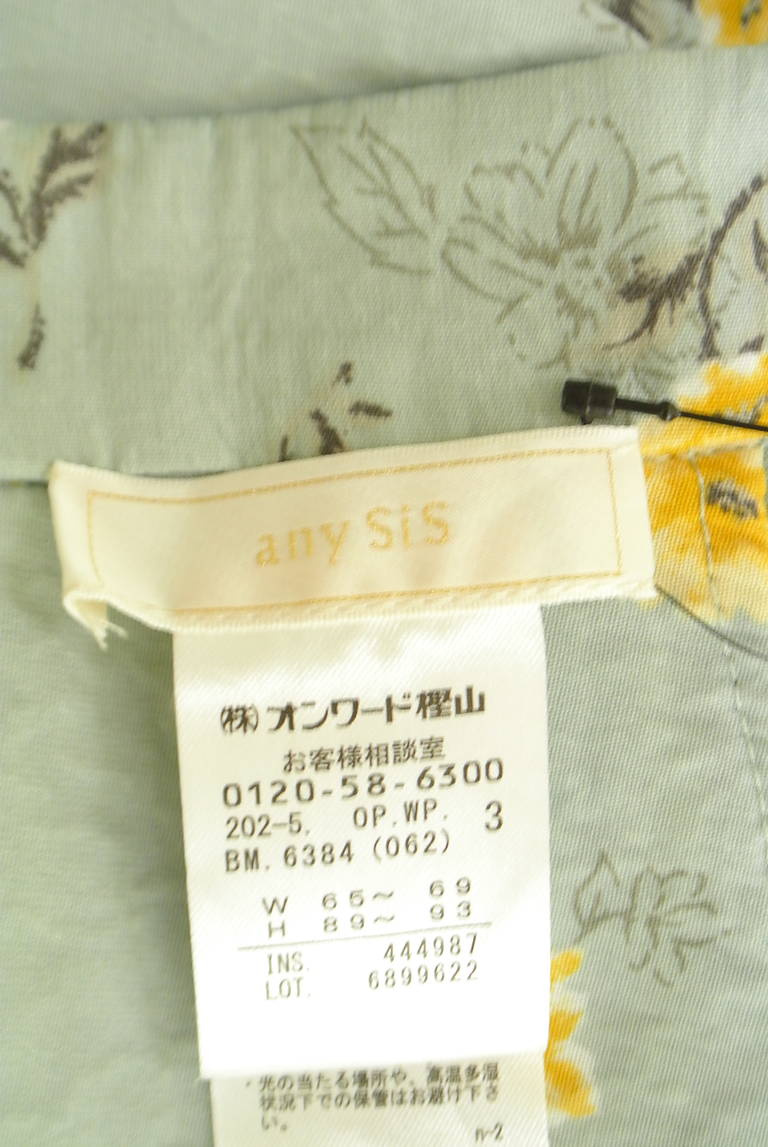 any SiS
㈱オンワード樫山
お客様相談室
0120-58-6300
202-5. OP.WP. 3
BM. 6384 (062)
W 65～ 69
H 89～ 93
INS. 444987
LOT. 6899622
・光の当たる場所や、高温多湿
状況下での保管はお避け下さ
い。
n-2